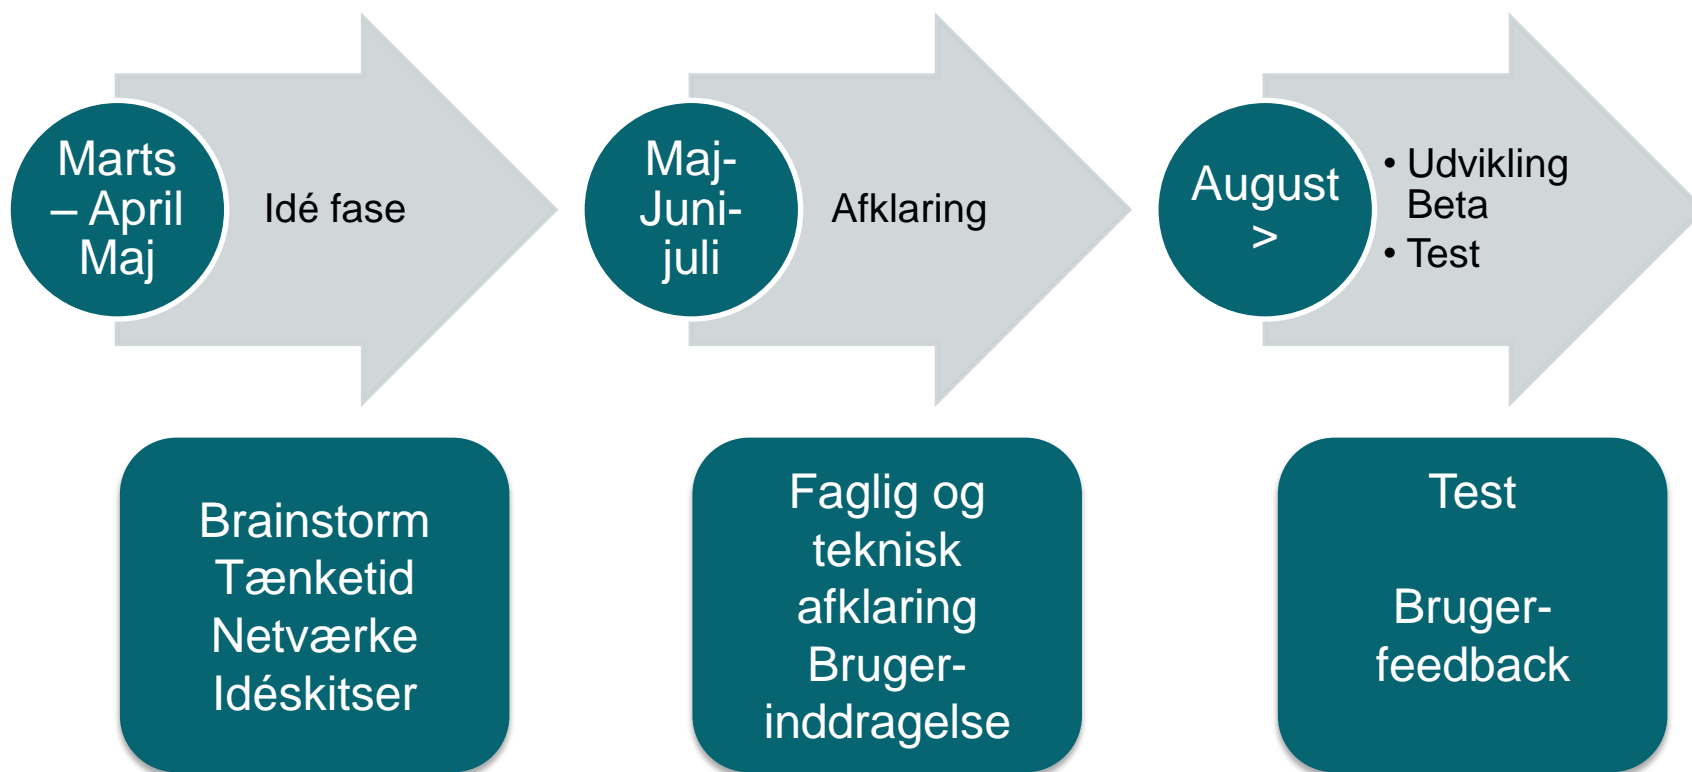 Marts
– April
Maj
Idé fase
Maj-
Juni-
juli
Afklaring
August
>
• Udvikling
Beta
• Test
Brainstorm
Tænketid
Netværke
Idéskitser
Faglig og
teknisk
afklaring
Bruger-
inddragelse
Test
Bruger-
feedback